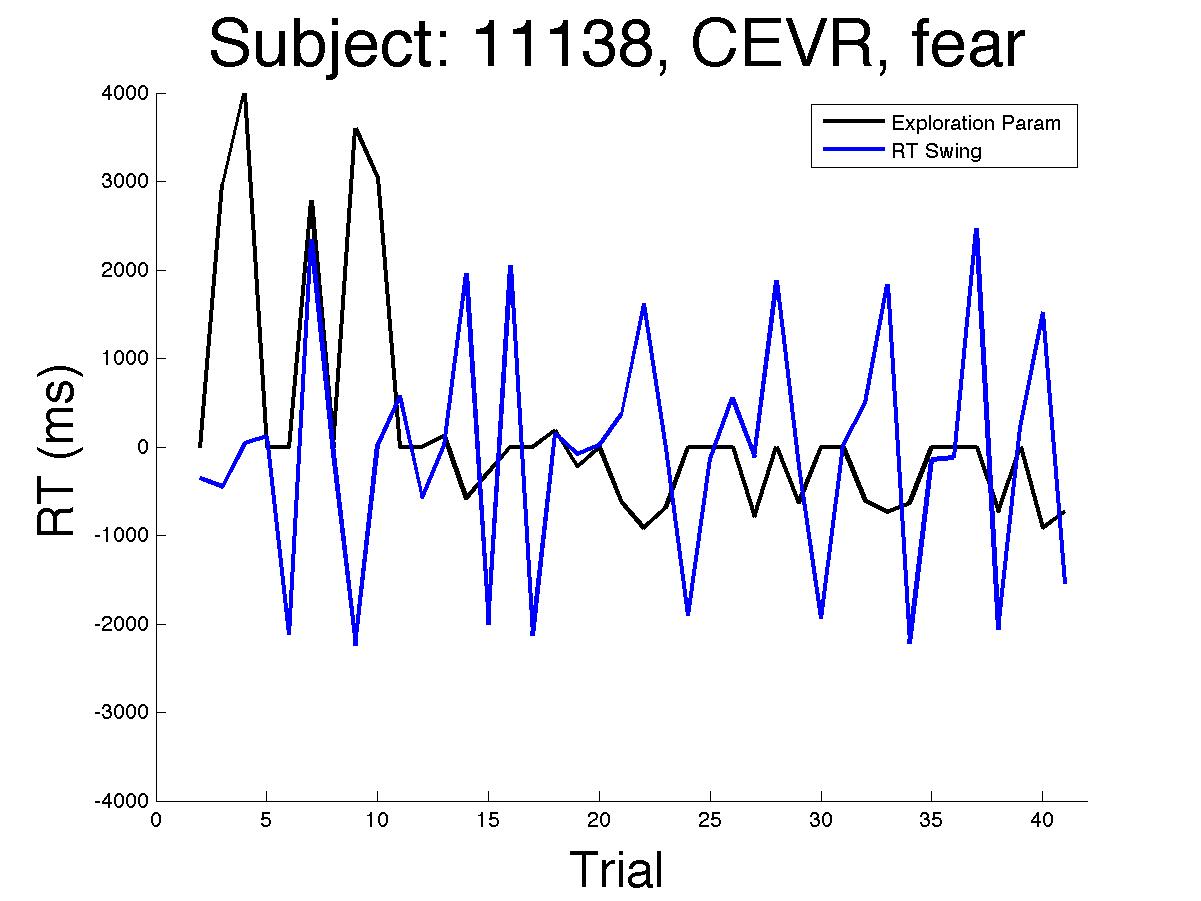 Subject: 11138, CEVR, fear
Exploration Param
RT Swing
RT (ms)
4000
3000
2000
1000
0
-1000
-2000
-3000
-4000
0 5 10 15 20 25 30 35 40
Trial